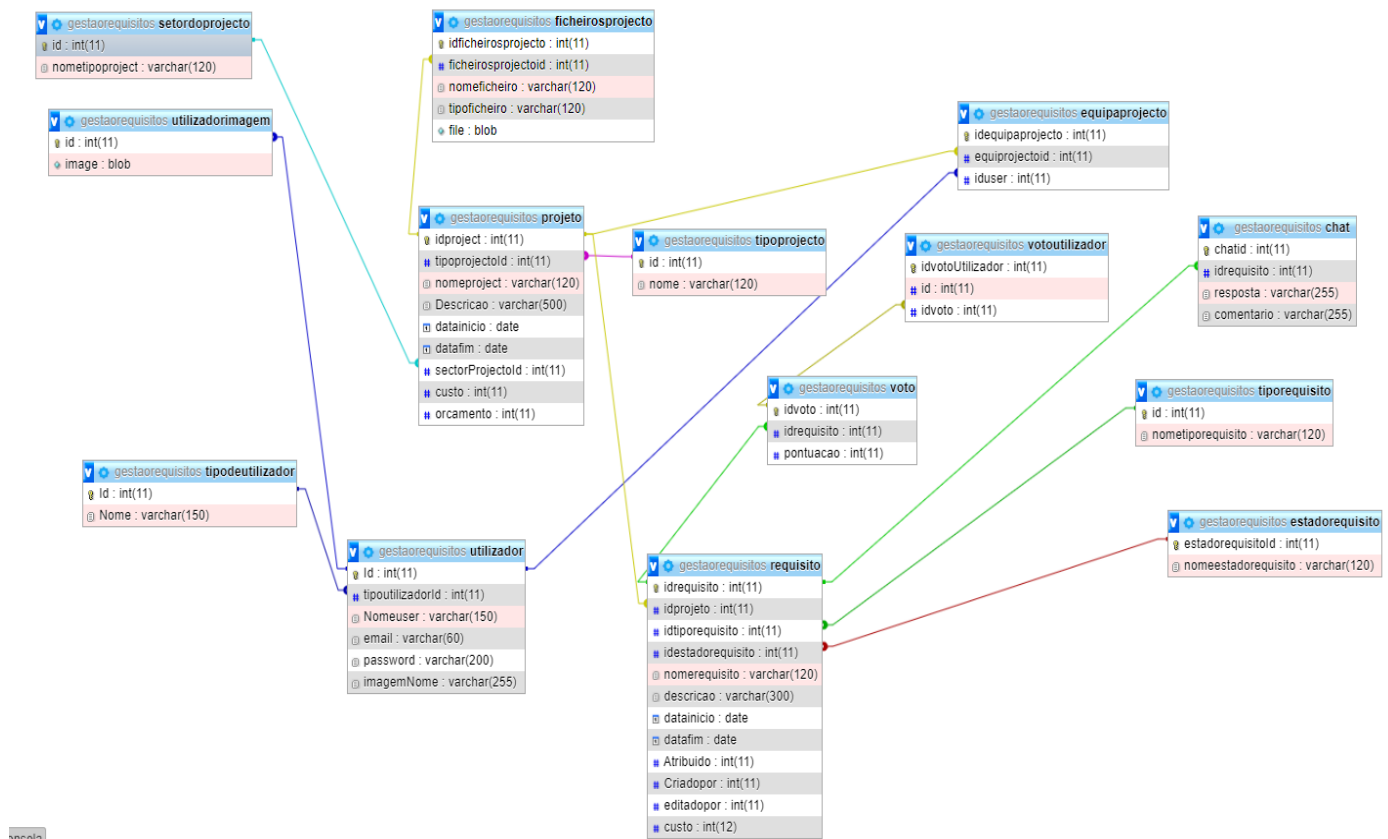 gestaorequisitos setordoprojecto
id : int(11)
nometipoproject : varchar(120)
gestaorequisitos ficheirosprojecto
idficheirosprojecto : int(11)
ficheirosprojectoid : int(11)
nomeficheiro : varchar(120)
tipoficheiro : varchar(120)
file : blob
gestaorequisitos utilizadorimagem
id : int(11)
image : blob
gestaorequisitos equipaprojecto
idequipaprojecto : int(11)
equiprojectoid : int(11)
iduser : int(11)
gestaorequisitos projeto
idproject : int(11)
tipoprojectoId : int(11)
nomeproject : varchar(120)
Descricao : varchar(500)
datainicio : date
datafim : date
sectorProjectoId : int(11)
custo : int(11)
orcamento : int(11)
gestaorequisitos tipoprojecto
id : int(11)
nome : varchar(120)
gestaorequisitos votoutilizador
idvotoUtilizador : int(11)
id : int(11)
idvoto : int(11)
gestaorequisitos chat
chatid : int(11)
idrequisito : int(11)
resposta : varchar(255)
comentario : varchar(255)
gestaorequisitos voto
idvoto : int(11)
idrequisito : int(11)
pontuacao : int(11)
gestaorequisitos tiporequisito
id : int(11)
nometiporequisito : varchar(120)
gestaorequisitos tipodeutilizador
Id : int(11)
Nome : varchar(150)
gestaorequisitos utilizador
Id : int(11)
tipoutilizadorId : int(11)
Nomeuser : varchar(150)
email : varchar(60)
password : varchar(200)
imagemNome : varchar(255)
gestaorequisitos requisito
idrequisito : int(11)
idprojeto : int(11)
idtiporequisito : int(11)
idestadorequisito : int(11)
nomerequisito : varchar(120)
descricao : varchar(300)
datainicio : date
datafim : date
Atribuido : int(11)
Criadopor : int(11)
editadopor : int(11)
custo : int(12)
gestaorequisitos estadorequisito
estadorequisitoId : int(11)
nomeestadorequisito : varchar(120)